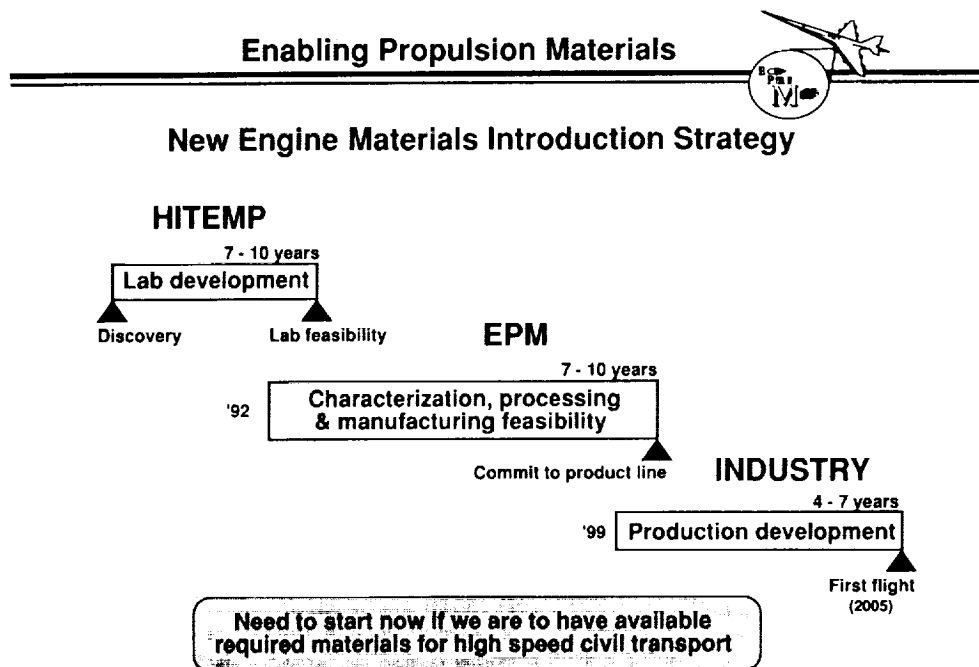 Enabling Propulsion Materials
New Engine Materials Introduction Strategy
HITEMP
7 - 10 years
Lab development
Discovery
Lab feasibility
EPM
7 - 10 years
'92
Characterization, processing
& manufacturing feasibility
Commit to product line
INDUSTRY
4 - 7 years
'99
Production development
First flight
(2005)
Need to start now if we are to have available
required materials for high speed civil transport